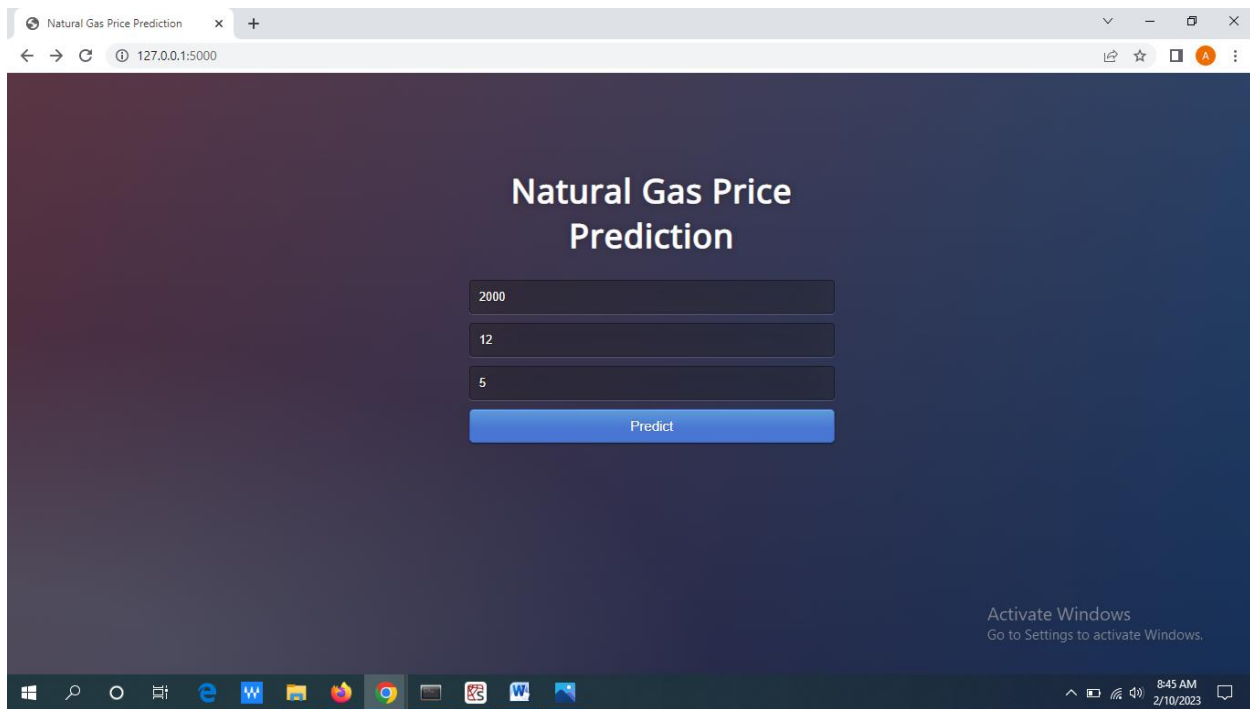 Natural Gas Price Prediction
127.0.0.1:5000
A
Natural Gas Price
Prediction
2000
12
5
Predict
Activate Windows
Go to Settings to activate Windows.
8:45 AM
2/10/2023